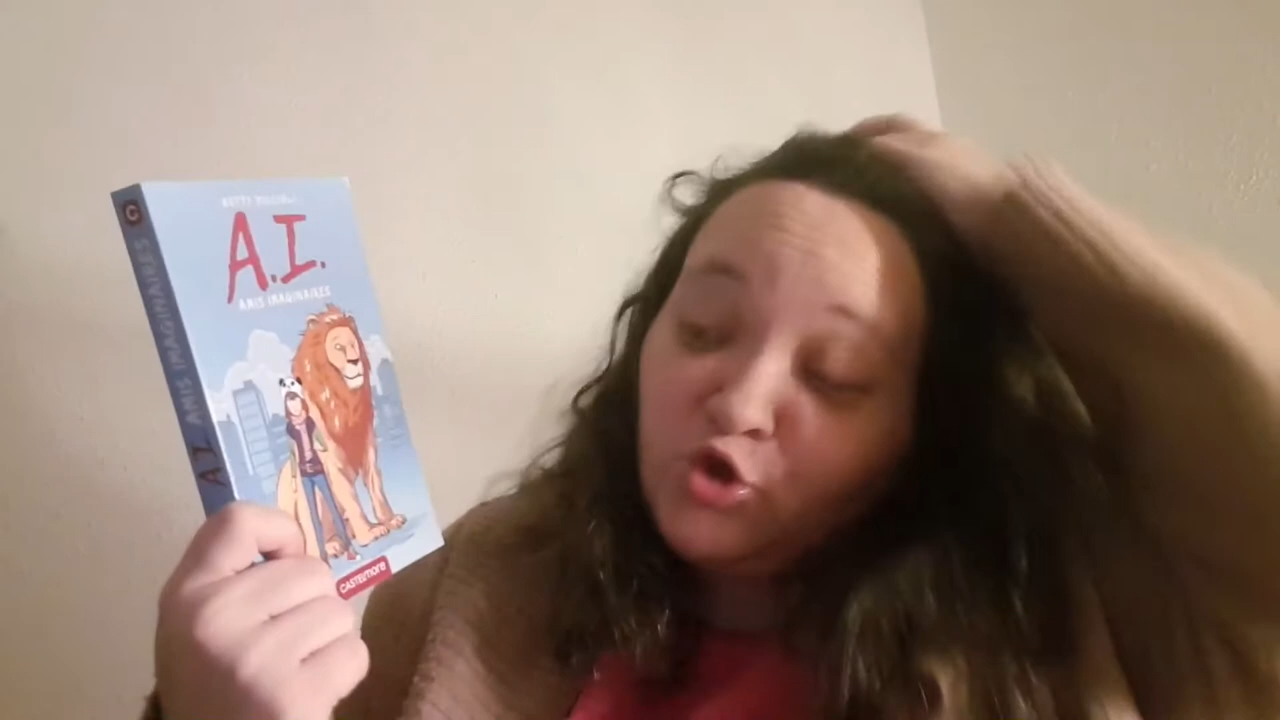 A.I.
AMIS IMAGINAIRES
CASTELMORE
C
A.I. AMIS IMAGINAIRES